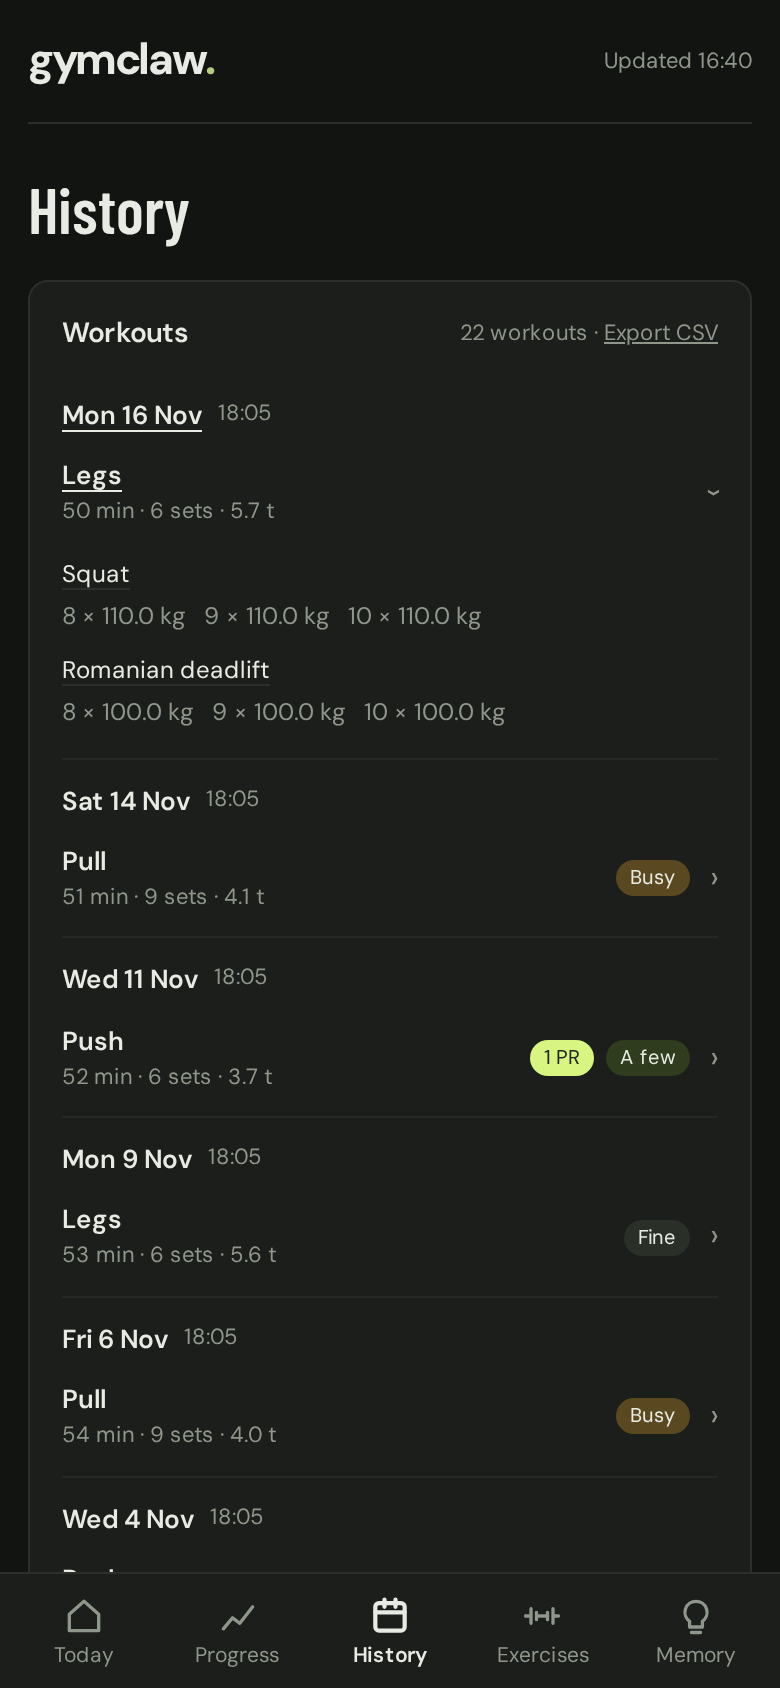 gymclaw.
Updated 16:40
History
Workouts
22 workouts · Export CSV
Mon 16 Nov 18:05
Legs
50 min · 6 sets · 5.7 t
Squat
8 × 110.0 kg 9 × 110.0 kg 10 × 110.0 kg
Romanian deadlift
8 × 100.0 kg 9 × 100.0 kg 10 × 100.0 kg
Sat 14 Nov 18:05
Pull
Busy
51 min · 9 sets · 4.1 t
Wed 11 Nov 18:05
Push
1 PR A few
52 min · 6 sets · 3.7 t
Mon 9 Nov 18:05
Legs
Fine
53 min · 6 sets · 5.6 t
Fri 6 Nov 18:05
Pull
Busy
54 min · 9 sets · 4.0 t
Wed 4 Nov 18:05
Today Progress History Exercises Memory